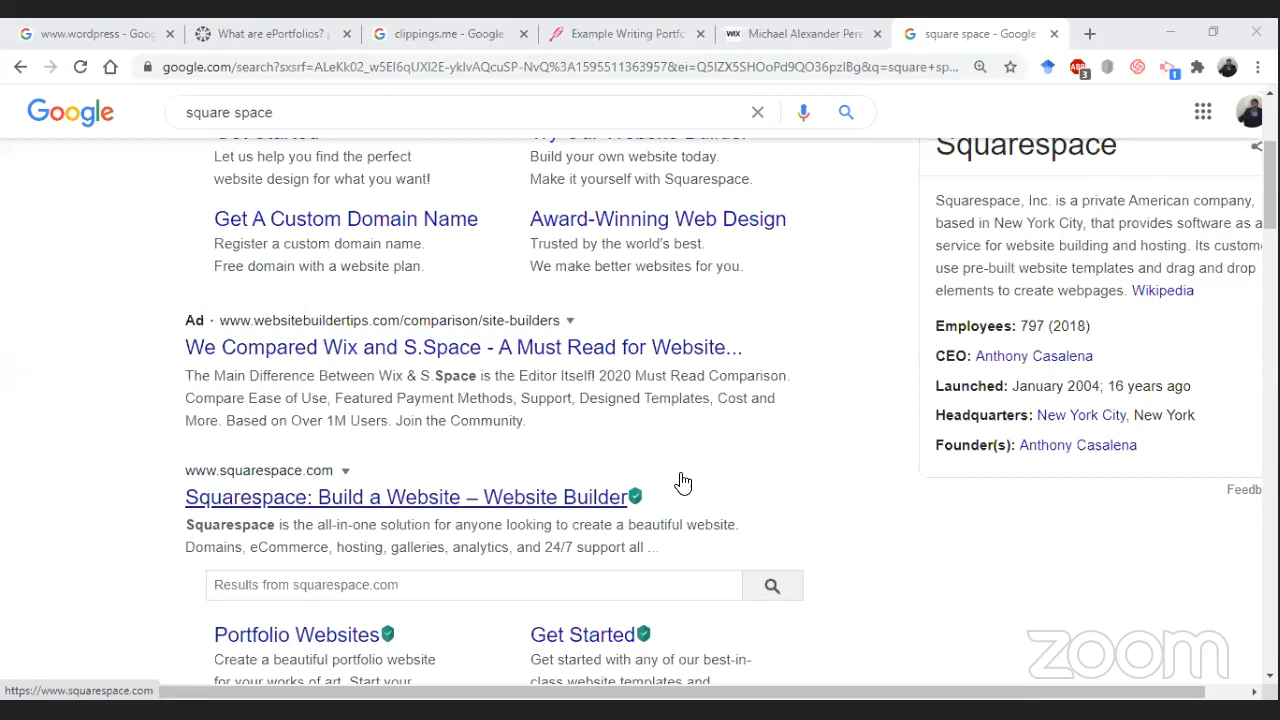 www.wordpress - Goog
What are ePortfolios? | p
clippings.me - Google
Example Writing Portfo
WIX Michael Alexander Pere
square space - Google
google.com/search?sxsrf=ALeKk02_w5EI6qUXI2E-ykIvAQcuSP-NvQ%3A1595511363957&ei=Q5IZX5SfOoPd9QO36pzIBg&q=square+sp...
Google
square space
Let us help you find the perfect
website design for what you want!
Build your own website today.
Make it yourself with Squarespace.
Get A Custom Domain Name
Register a custom domain name.
Free domain with a website plan.
Award-Winning Web Design
Trusted by the world's best.
We make better websites for you.
Ad · www.websitebuildertips.com/comparison/site-builders
We Compared Wix and S.Space - A Must Read for Website...
The Main Difference Between Wix & S.Space is the Editor Itself! 2020 Must Read Comparison.
Compare Ease of Use, Featured Payment Methods, Support, Designed Templates, Cost and
More. Based on Over 1M Users. Join the Community.
www.squarespace.com
Squarespace: Build a Website – Website Builder
Squarespace is the all-in-one solution for anyone looking to create a beautiful website.
Domains, eCommerce, hosting, galleries, analytics, and 24/7 support all ...
Results from squarespace.com
Portfolio Websites
Create a beautiful portfolio website
for your works of art. Start your
Get Started
Get started with any of our best-in-
class website templates and
Squarespace
Squarespace, Inc. is a private American company,
based in New York City, that provides software as a
service for website building and hosting. Its custome
use pre-built website templates and drag and drop
elements to create webpages. Wikipedia
Employees: 797 (2018)
CEO: Anthony Casalena
Launched: January 2004; 16 years ago
Headquarters: New York City, New York
Founder(s): Anthony Casalena
Feedb
zoom
https://www.squarespace.com